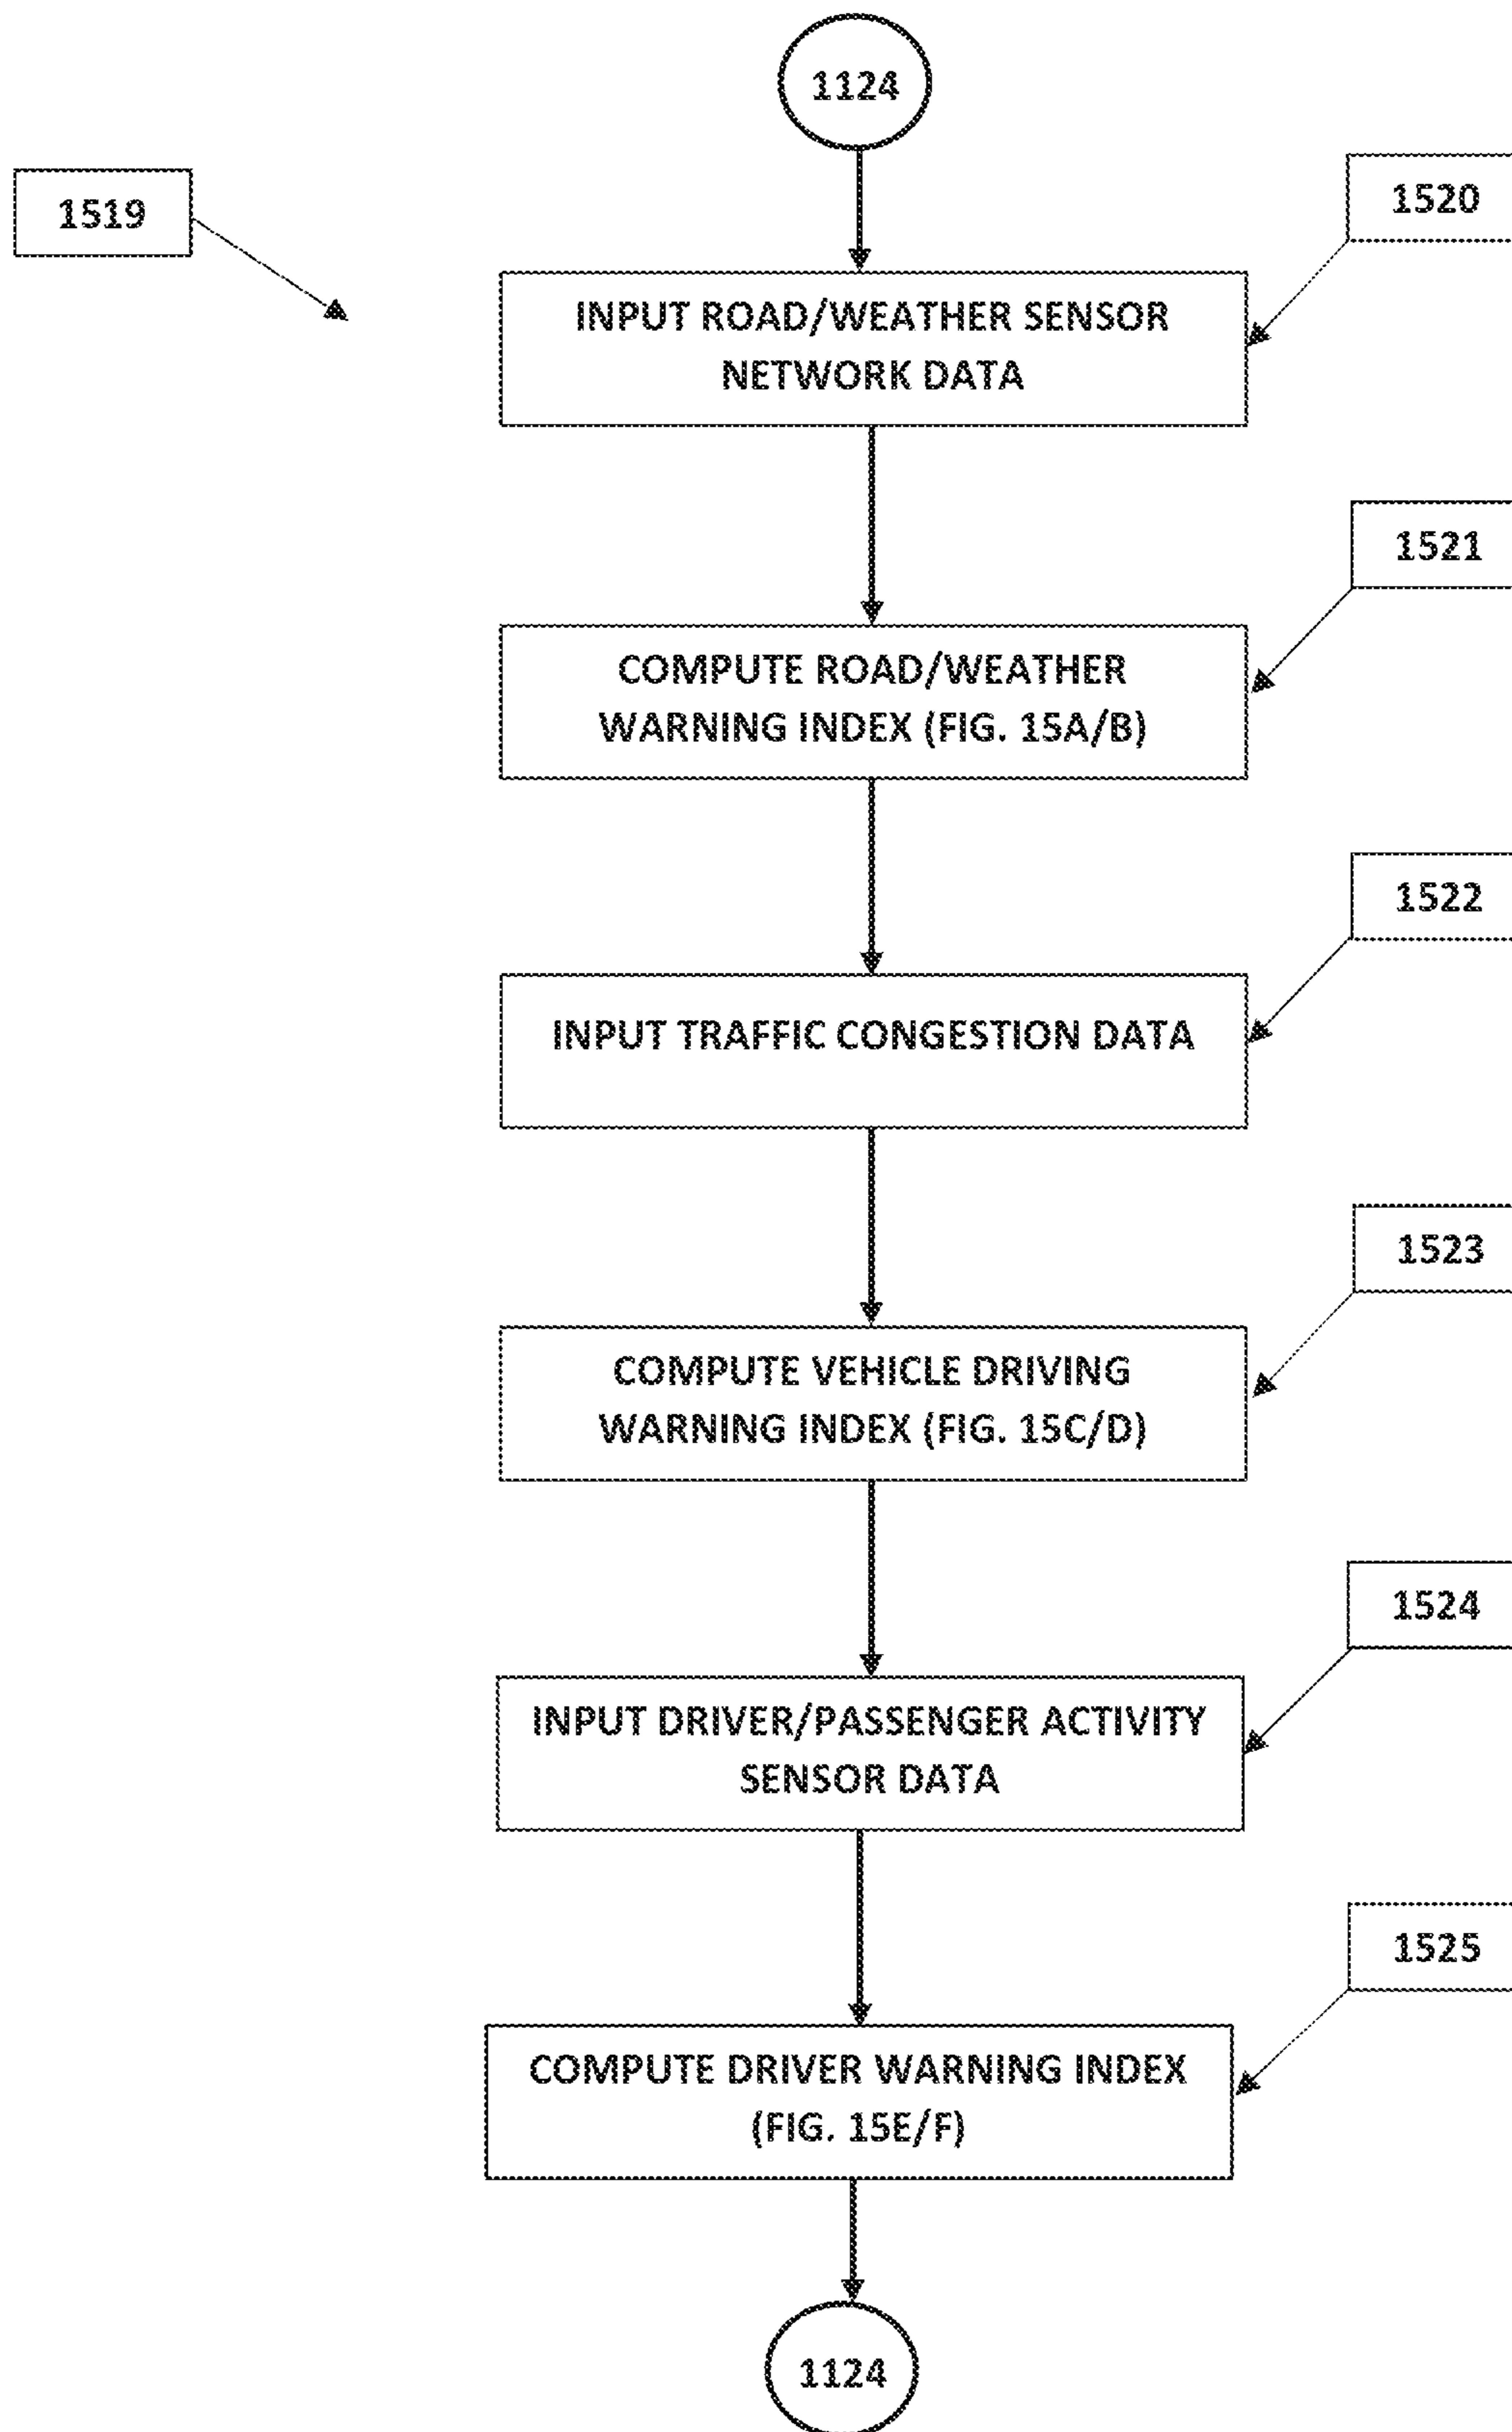 1124
1519
1520
INPUT ROAD/WEATHER SENSOR
NETWORK DATA
1521
COMPUTE ROAD/WEATHER
WARNING INDEX (FIG. 15A/B)
1522
INPUT TRAFFIC CONGESTION DATA
1523
COMPUTE VEHICLE DRIVING
WARNING INDEX (FIG. 15C/D)
1524
INPUT DRIVER/PASSENGER ACTIVITY
SENSOR DATA
1525
COMPUTE DRIVER WARNING INDEX
(FIG. 15E/F)
1124